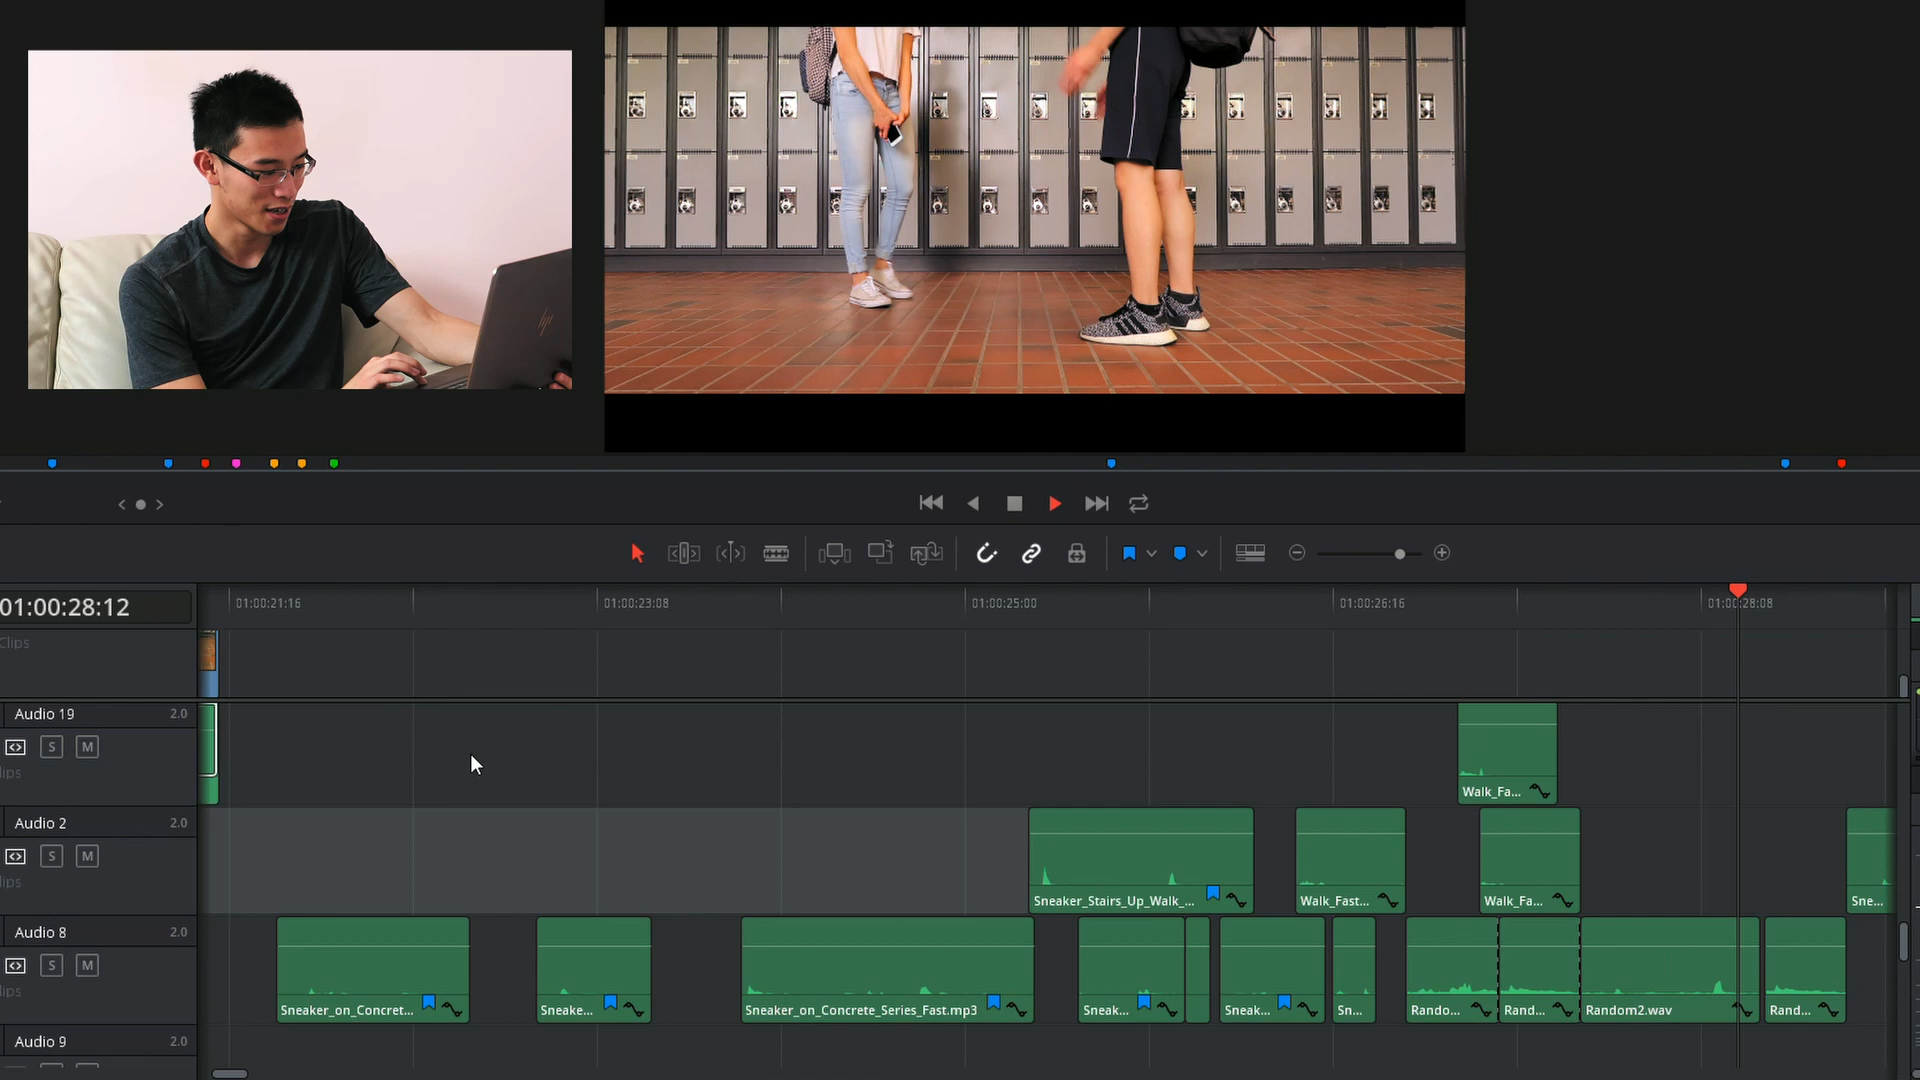 01:00:28:12
01:00:21:16
01:00:23:08
01:00:25:00
01:00:26:16
01:00:28:08
Clips
Audio 19 2.0
S M
lips
Walk_Fa...
Audio 2 2.0
S M
lips
Sneaker_Stairs_Up_Walk_...
Walk_Fast...
Walk_Fa...
Sne...
Audio 8 2.0
S M
lips
Sneaker_on_Concret...
Sneake...
Sneaker_on_Concrete_Series_Fast.mp3
Sneak...
Sneak...
Sn...
Rando...
Rand...
Random2.wav
Rand...
Audio 9 2.0